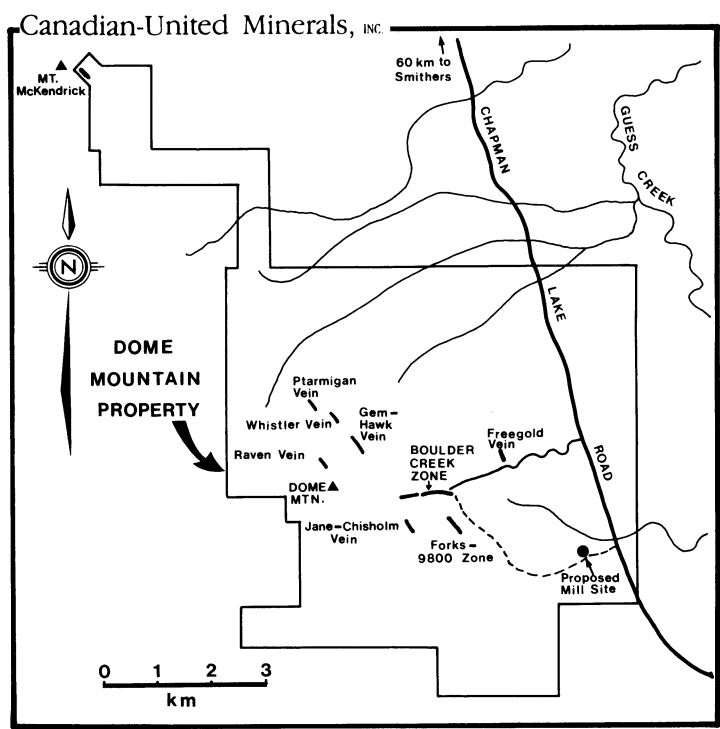 Canadian-United Minerals, INC.
60 km to
Smithers
MT.
McKendrick
CHAPMAN
LAKE
ROAD
GUESS
CREEK
N
DOME
MOUNTAIN
PROPERTY
Ptarmigan
Vein
Whistler Vein
Gem-
Hawk
Vein
Raven Vein
DOME
MTN.
BOULDER
CREEK
ZONE
Freegold
Vein
Jane-Chisholm
Vein
Forks-
9800 Zone
Proposed
Mill Site
0 1 2 3
km